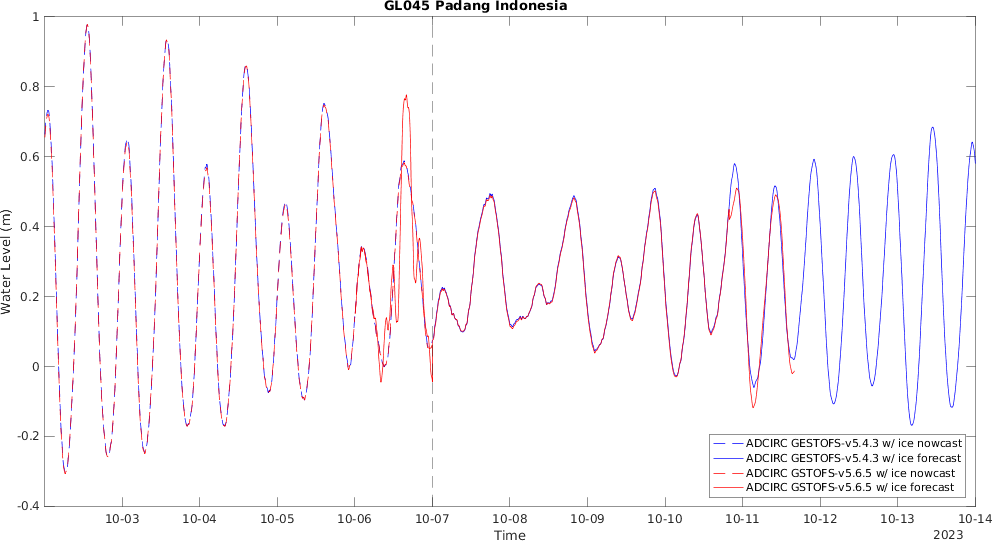 GL045 Padang Indonesia
Water Level (m)
1
0.8
0.6
0.4
0.2
0
-0.2
-0.4
10-03 10-04 10-05 10-06 10-07 10-08 10-09 10-10 10-11 10-12 10-13 10-14
Time
2023
ADCIRC GESTOFS-v5.4.3 w/ ice nowcast
ADCIRC GESTOFS-v5.4.3 w/ ice forecast
ADCIRC GSTOFS-v5.6.5 w/ ice nowcast
ADCIRC GSTOFS-v5.6.5 w/ ice forecast